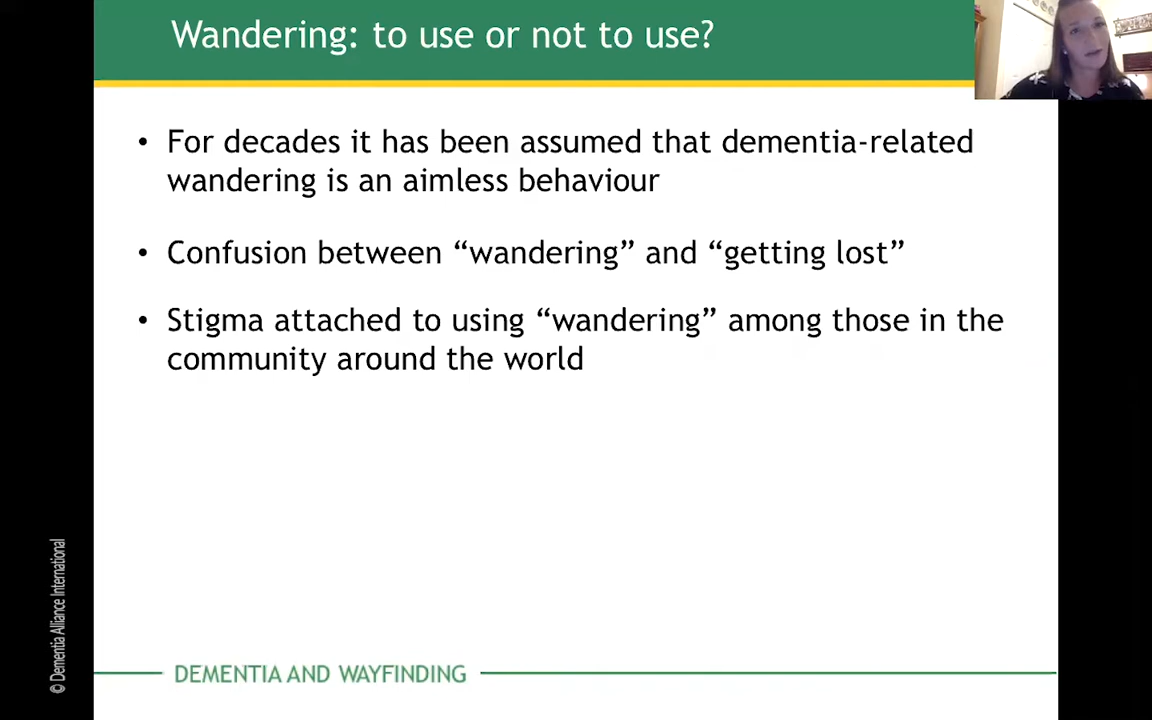 Wandering: to use or not to use?
• For decades it has been assumed that dementia-related
wandering is an aimless behaviour
• Confusion between “wandering” and “getting lost”
• Stigma attached to using “wandering” among those in the
community around the world
© Dementia Alliance International
DEMENTIA AND WAYFINDING